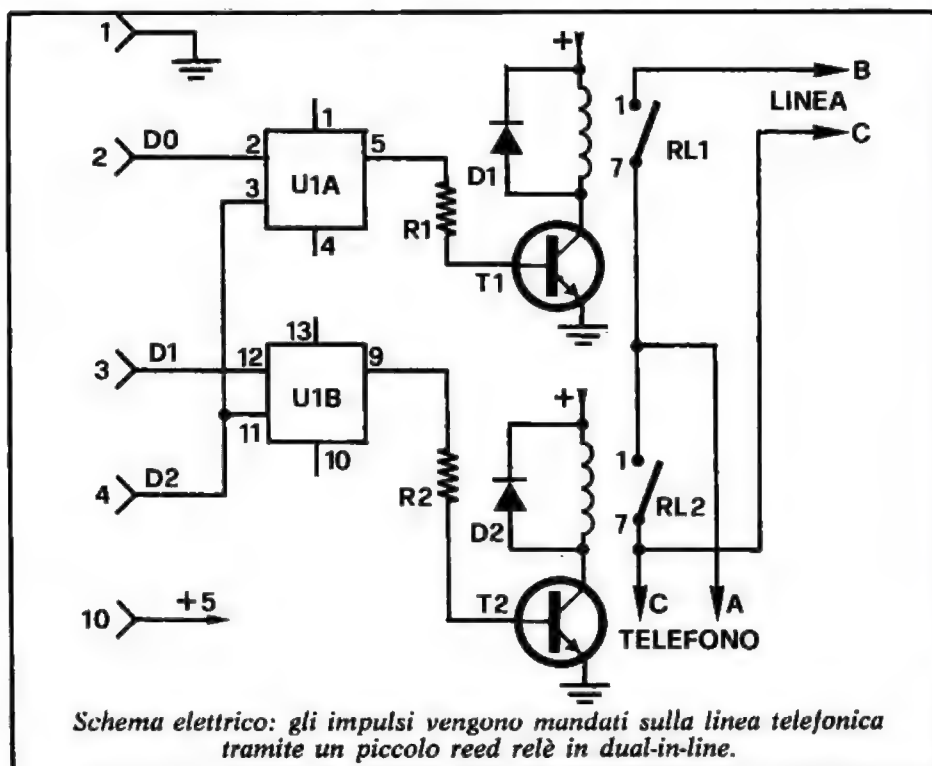 1
+
B
LINEA
C
1
RL1
7
D1
1
2
D0
2
5
3
U1A
4
R1
T1
13
3
D1
12
9
U1B
11
10
4
D2
R2
+
D2
1
RL2
7
T2
10
+5
C
A
TELEFONO
Schema elettrico: gli impulsi vengono mandati sulla linea telefonica
tramite un piccolo reed relè in dual-in-line.